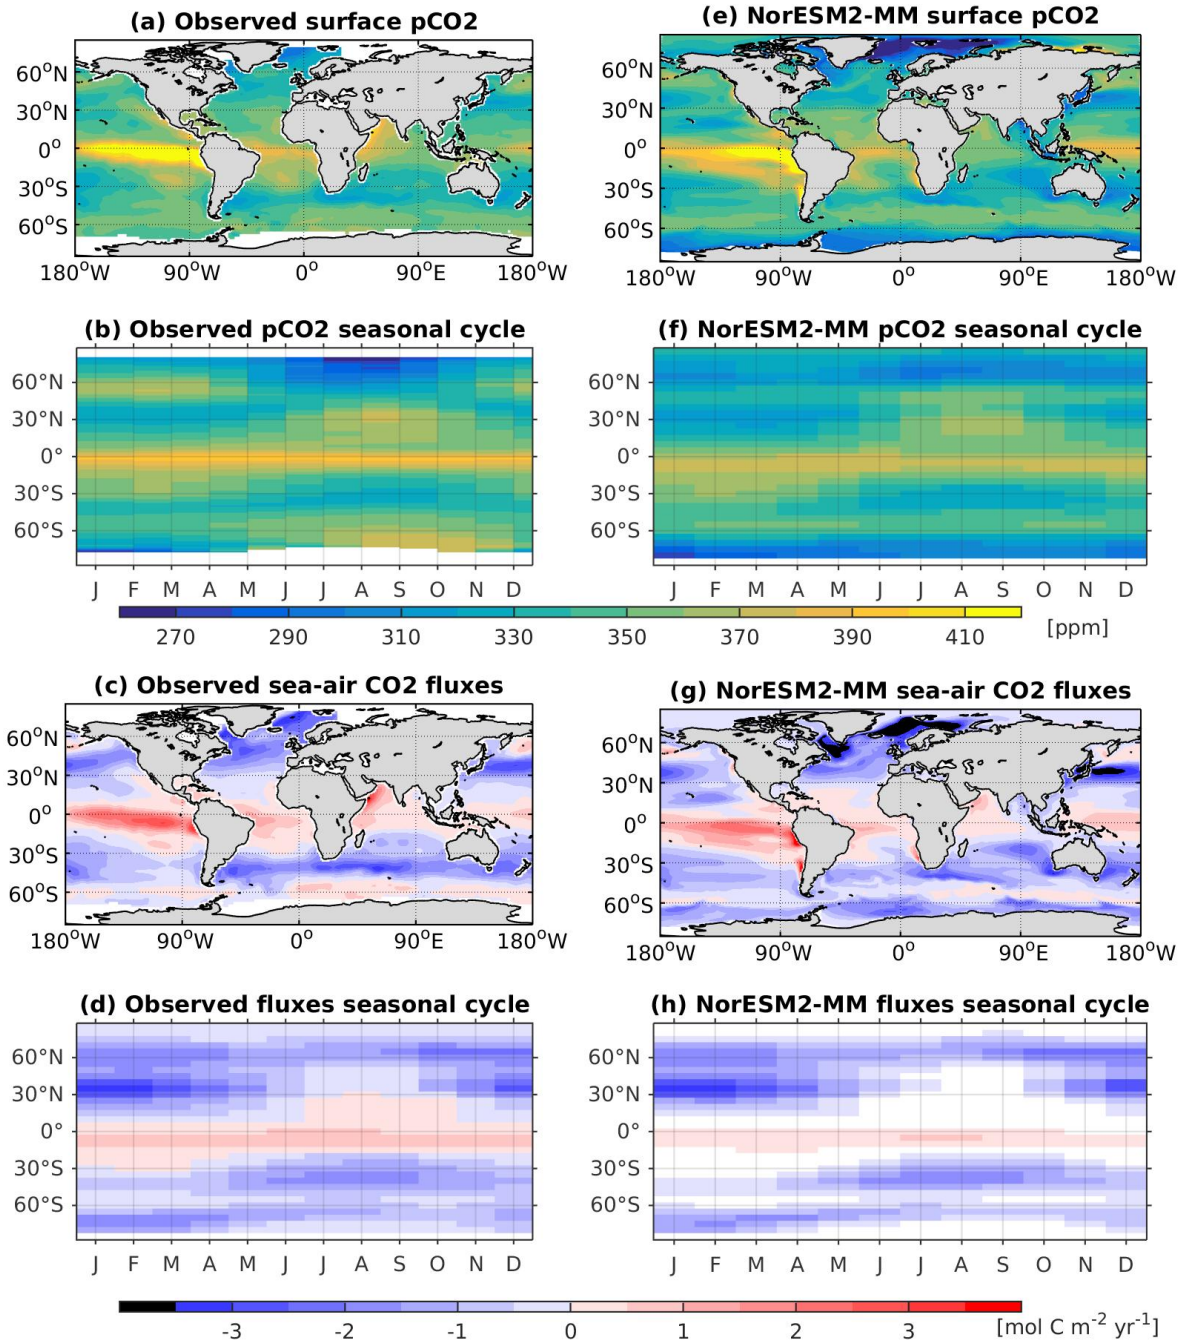 (a) Observed surface pCO2
60°N
30°N
0°
30°S
60°S
180°W 90°W 0° 90°E 180°W
(e) NorESM2-MM surface pCO2
60°N
30°N
0°
30°S
60°S
180°W 90°W 0° 90°E 180°W
(b) Observed pCO2 seasonal cycle
60°N
30°N
0°
30°S
60°S
J F M A M J J A S O N D
(f) NorESM2-MM pCO2 seasonal cycle
60°N
30°N
0°
30°S
60°S
J F M A M J J A S O N D
270 290 310 330 350 370 390 410 [ppm]
(c) Observed sea-air CO2 fluxes
60°N
30°N
0°
30°S
60°S
180°W 90°W 0° 90°E 180°W
(g) NorESM2-MM sea-air CO2 fluxes
60°N
30°N
0°
30°S
60°S
180°W 90°W 0° 90°E 180°W
(d) Observed fluxes seasonal cycle
60°N
30°N
0°
30°S
60°S
J F M A M J J A S O N D
(h) NorESM2-MM fluxes seasonal cycle
60°N
30°N
0°
30°S
60°S
J F M A M J J A S O N D
-3 -2 -1 0 1 2 3 [mol C m⁻² yr⁻¹]